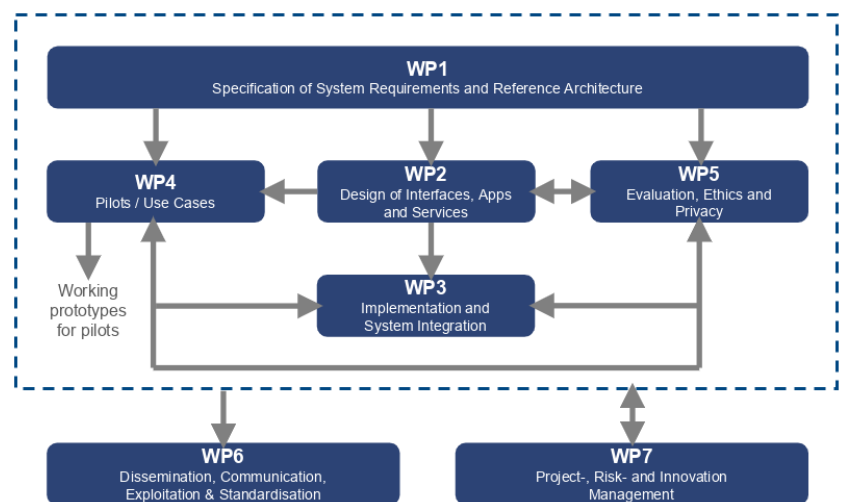 WP1
Specification of System Requirements and Reference Architecture
WP4
Pilots / Use Cases
WP2
Design of Interfaces, Apps
and Services
WP5
Evaluation, Ethics and
Privacy
Working
prototypes
for pilots
WP3
Implementation and
System Integration
WP6
Dissemination, Communication,
Exploitation & Standardisation
WP7
Project-, Risk- and Innovation
Management